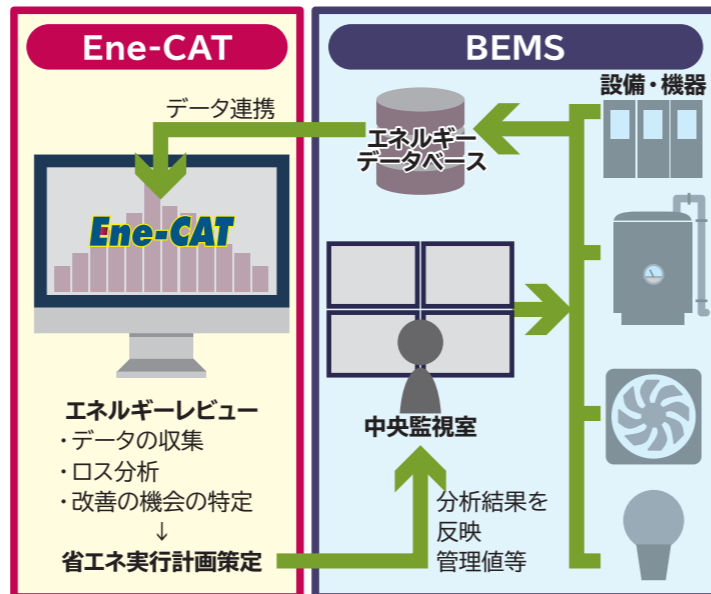 Ene-CAT
BEMS
データ連携
設備・機器
エネルギー
データベース
Ene-CAT
エネルギーレビュー
・データの収集
・ロス分析
・改善の機会の特定
↓
省エネ実行計画策定
中央監視室
分析結果を
反映
管理値等